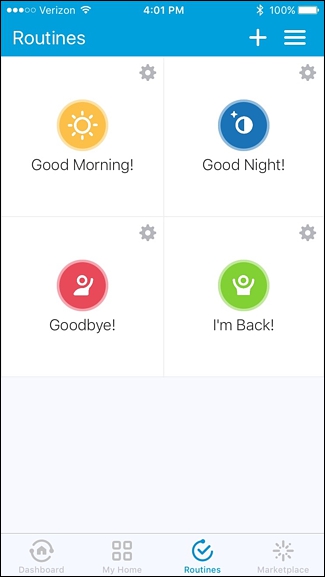 Verizon 4:01 PM 100%
Routines
Good Morning! Good Night!
Goodbye! I'm Back!
Dashboard My Home Routines Marketplace